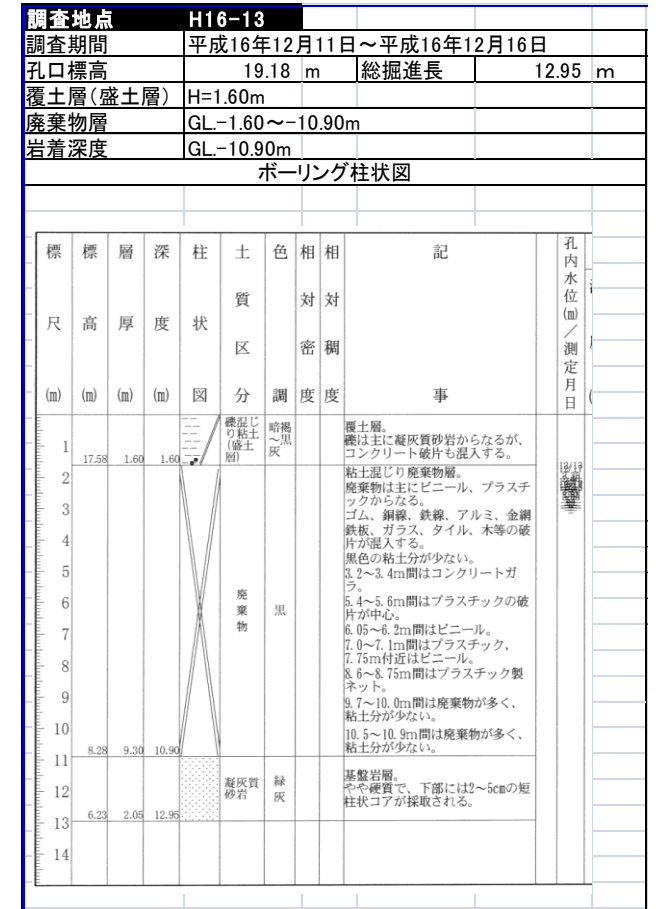 調査地点 H16-13
調査期間 平成16年12月11日～平成16年12月16日
孔口標高 19.18 m 総掘進長 12.95 m
覆土層(盛土層) H=1.60m
廃棄物層 GL.-1.60～-10.90m
岩着深度 GL.-10.90m
ボーリング柱状図
標尺(m) 標高(m) 層厚(m) 深度(m) 柱状図 土質区分 色調 相対密度 相対稠度 記事 孔内水位(m)／測定月日
1
17.58 1.60 1.60
礫混じ
り粘土
(盛土
層)
暗褐
～黒
灰
覆土層。
礫は主に凝灰質砂岩からなるが、
コンクリート破片も混入する。
2
3
4
5
6
7
8
9
10
8.28 9.30 10.90
廃棄物
黒
粘土混じり廃棄物層。
廃棄物は主にビニール、プラスチ
ックからなる。
ゴム、銅線、鉄線、アルミ、金網
鉄板、ガラス、タイル、木等の破
片が混入する。
黒色の粘土分が少ない。
3.2～3.4m間はコンクリートガ
ラ。
5.4～5.6m間はプラスチックの破
片が中心。
6.05～6.2m間はビニール。
7.0～7.1m間はプラスチック、
7.75m付近はビニール。
8.6～8.75m間はプラスチック製
ネット。
9.7～10.0m間は廃棄物が多く、
粘土分が少ない。
10.5～10.9m間は廃棄物が多く、
粘土分が少ない。
11
12
6.23 2.05 12.95
凝灰質
砂岩
緑
灰
基盤岩層。
やや硬質で、下部には2～5cmの短
柱状コアが採取される。
13
14